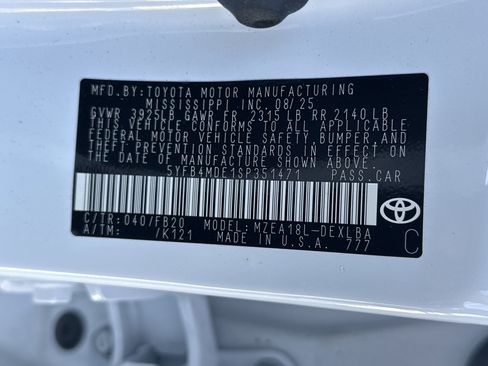 MFD.BY:TOYOTA MOTOR MANUFACTURING
MISSISSIPPI INC. 08/25
GVWR 3925LB GAWR FR 2315 LB RR 2140 LB
THIS VEHICLE CONFORMS TO ALL APPLICABLE
FEDERAL MOTOR VEHICLE SAFETY,BUMPER,AND
THEFT PREVENTION STANDARDS IN EFFECT ON
THE DATE OF MANUFACTURE SHOWN ABOVE.
5YFB4MDE1SP351471 PASS.CAR
C/TR:040/FB20 MODEL:MZEA18L-DEXLBA
A/TM: /K121 MADE IN U.S.A. 777
TOYOTA
C